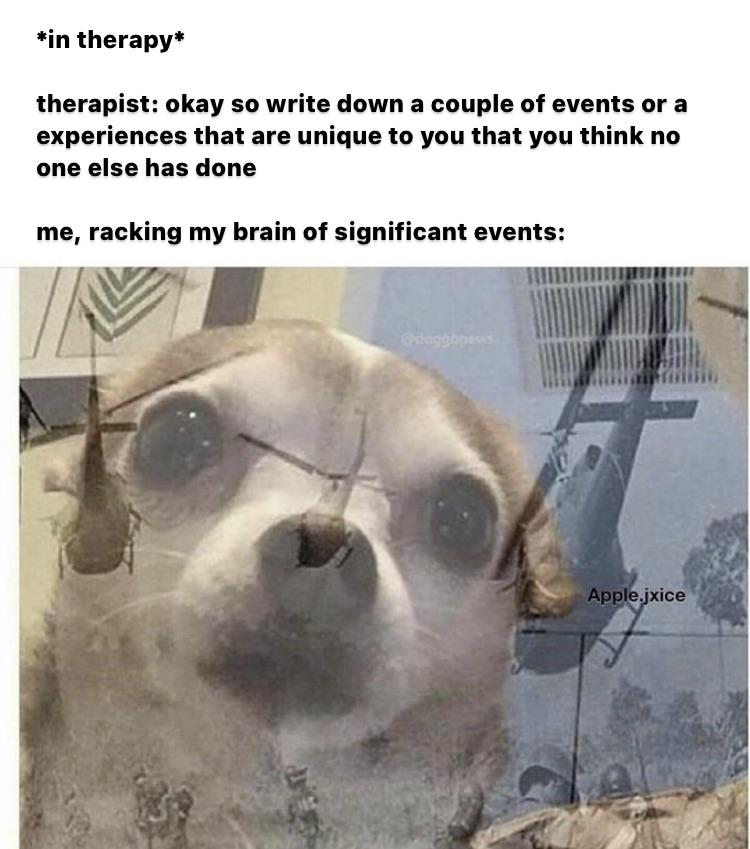 *in therapy*
therapist: okay so write down a couple of events or a
experiences that are unique to you that you think no
one else has done
me, racking my brain of significant events:
@doggonews
Apple.jxice